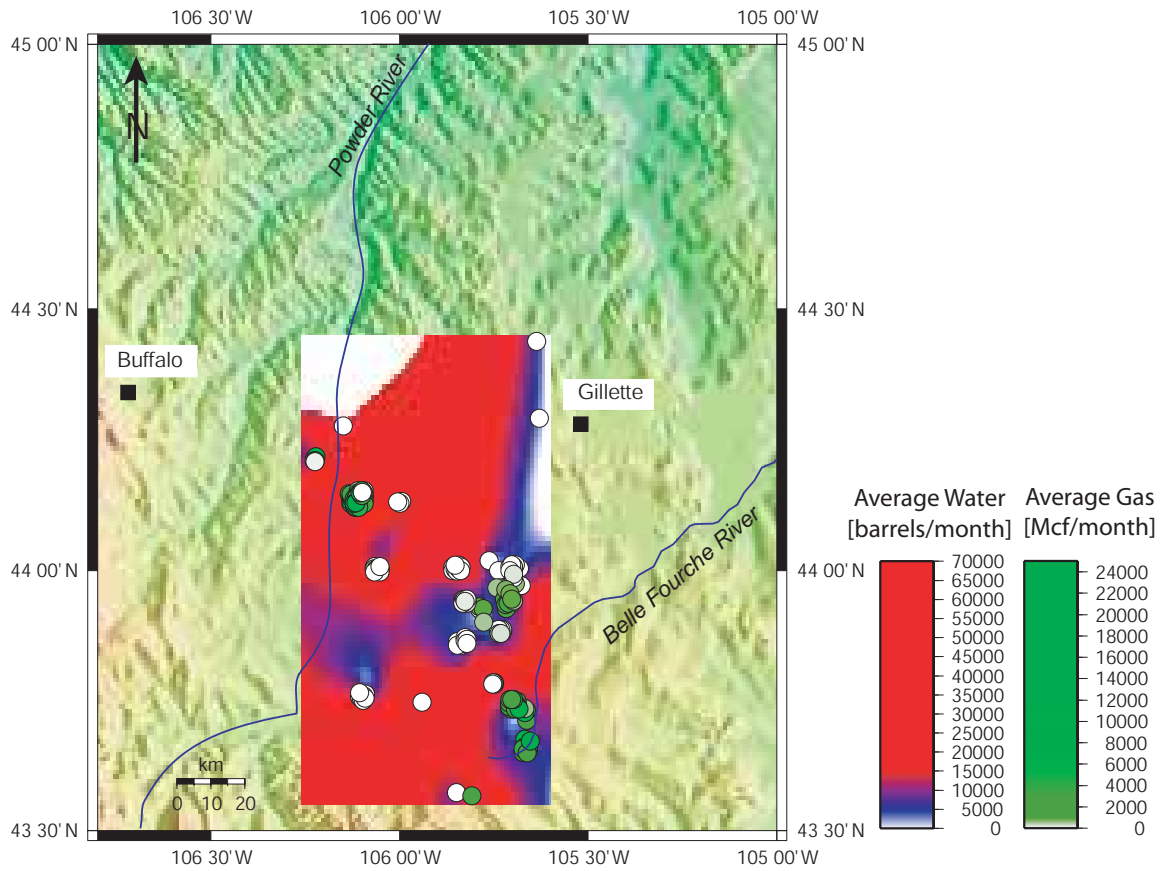 106 30' W 106 00' W 105 30' W 105 00' W
45 00' N 45 00' N
N
Powder River
44 30' N 44 30' N
Buffalo
Gillette
44 00' N 44 00' N
Belle Fourche River
km
0 10 20
43 30' N 43 30' N
106 30' W 106 00' W 105 30' W 105 00' W
Average Water
[barrels/month]
70000
65000
60000
55000
50000
45000
40000
35000
30000
25000
20000
15000
10000
5000
0
Average Gas
[Mcf/month]
24000
22000
20000
18000
16000
14000
12000
10000
8000
6000
4000
2000
0